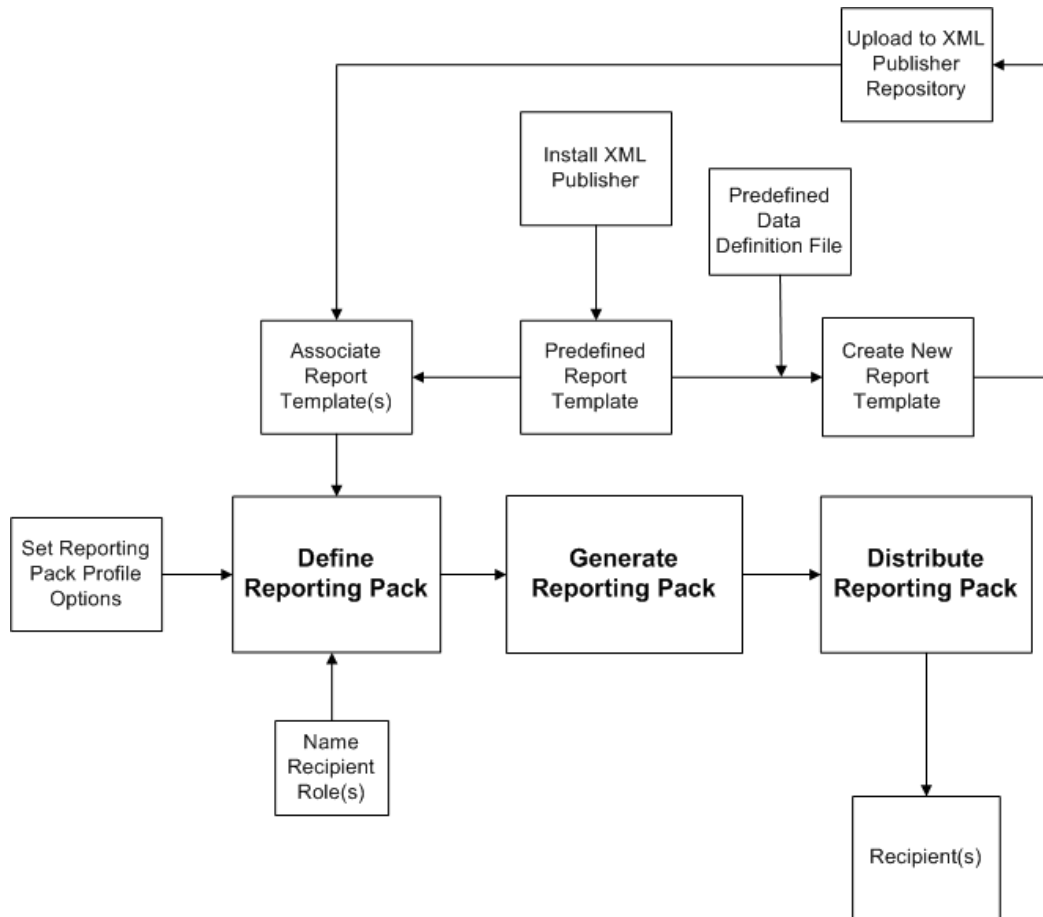 Upload to XML
Publisher
Repository
Install XML
Publisher
Predefined
Data
Definition File
Associate
Report
Template(s)
Predefined
Report
Template
Create New
Report
Template
Set Reporting
Pack Profile
Options
Define
Reporting Pack
Generate
Reporting Pack
Distribute
Reporting Pack
Name
Recipient
Role(s)
Recipient(s)